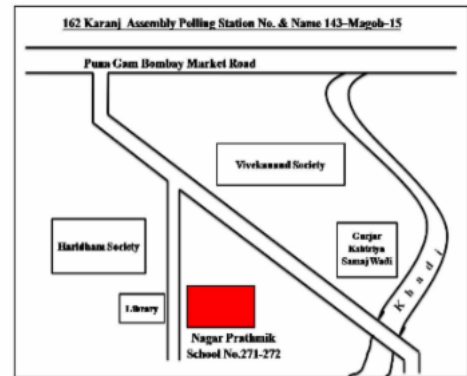 162 Karanj Assembly Polling Station No. & Name 143-Magob-15
Puna Gam Bombay Market Road
Vivekanand Society
Haridham Society
Gurjar
Kshtriya
Samaj Wadi
Khadi
Library
Nagar Prathmik
School No.271-272